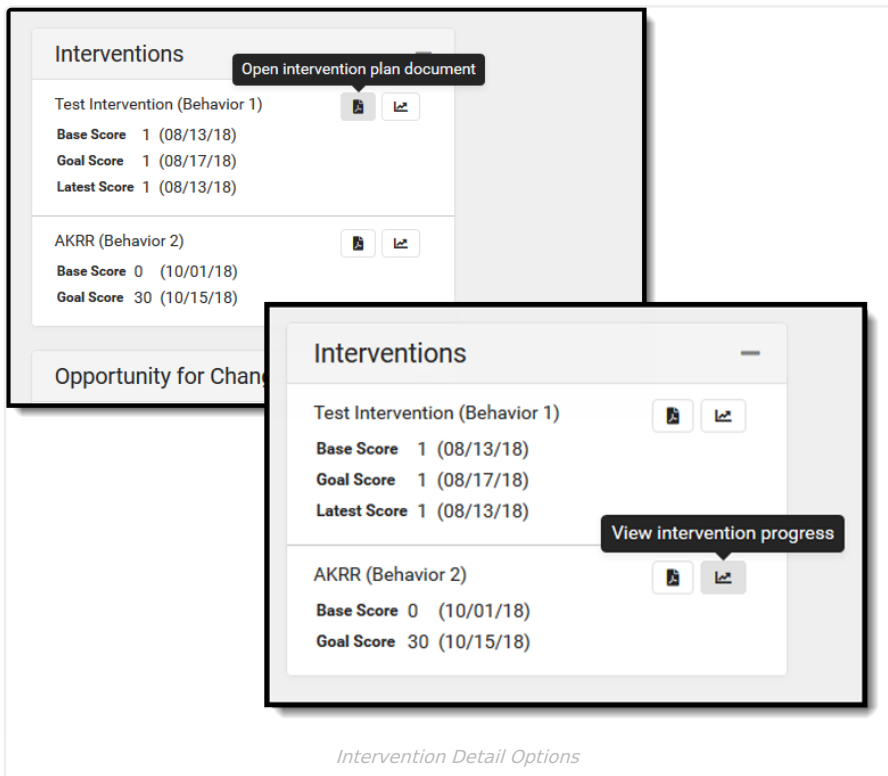 Interventions
Open intervention plan document
Test Intervention (Behavior 1)
Base Score 1 (08/13/18)
Goal Score 1 (08/17/18)
Latest Score 1 (08/13/18)
AKRR (Behavior 2)
Base Score 0 (10/01/18)
Goal Score 30 (10/15/18)
Opportunity for
Interventions
Test Intervention (Behavior 1)
Base Score 1 (08/13/18)
Goal Score 1 (08/17/18)
Latest Score 1 (08/13/18)
View intervention progress
AKRR (Behavior 2)
Base Score 0 (10/01/18)
Goal Score 30 (10/15/18)
Intervention Detail Options